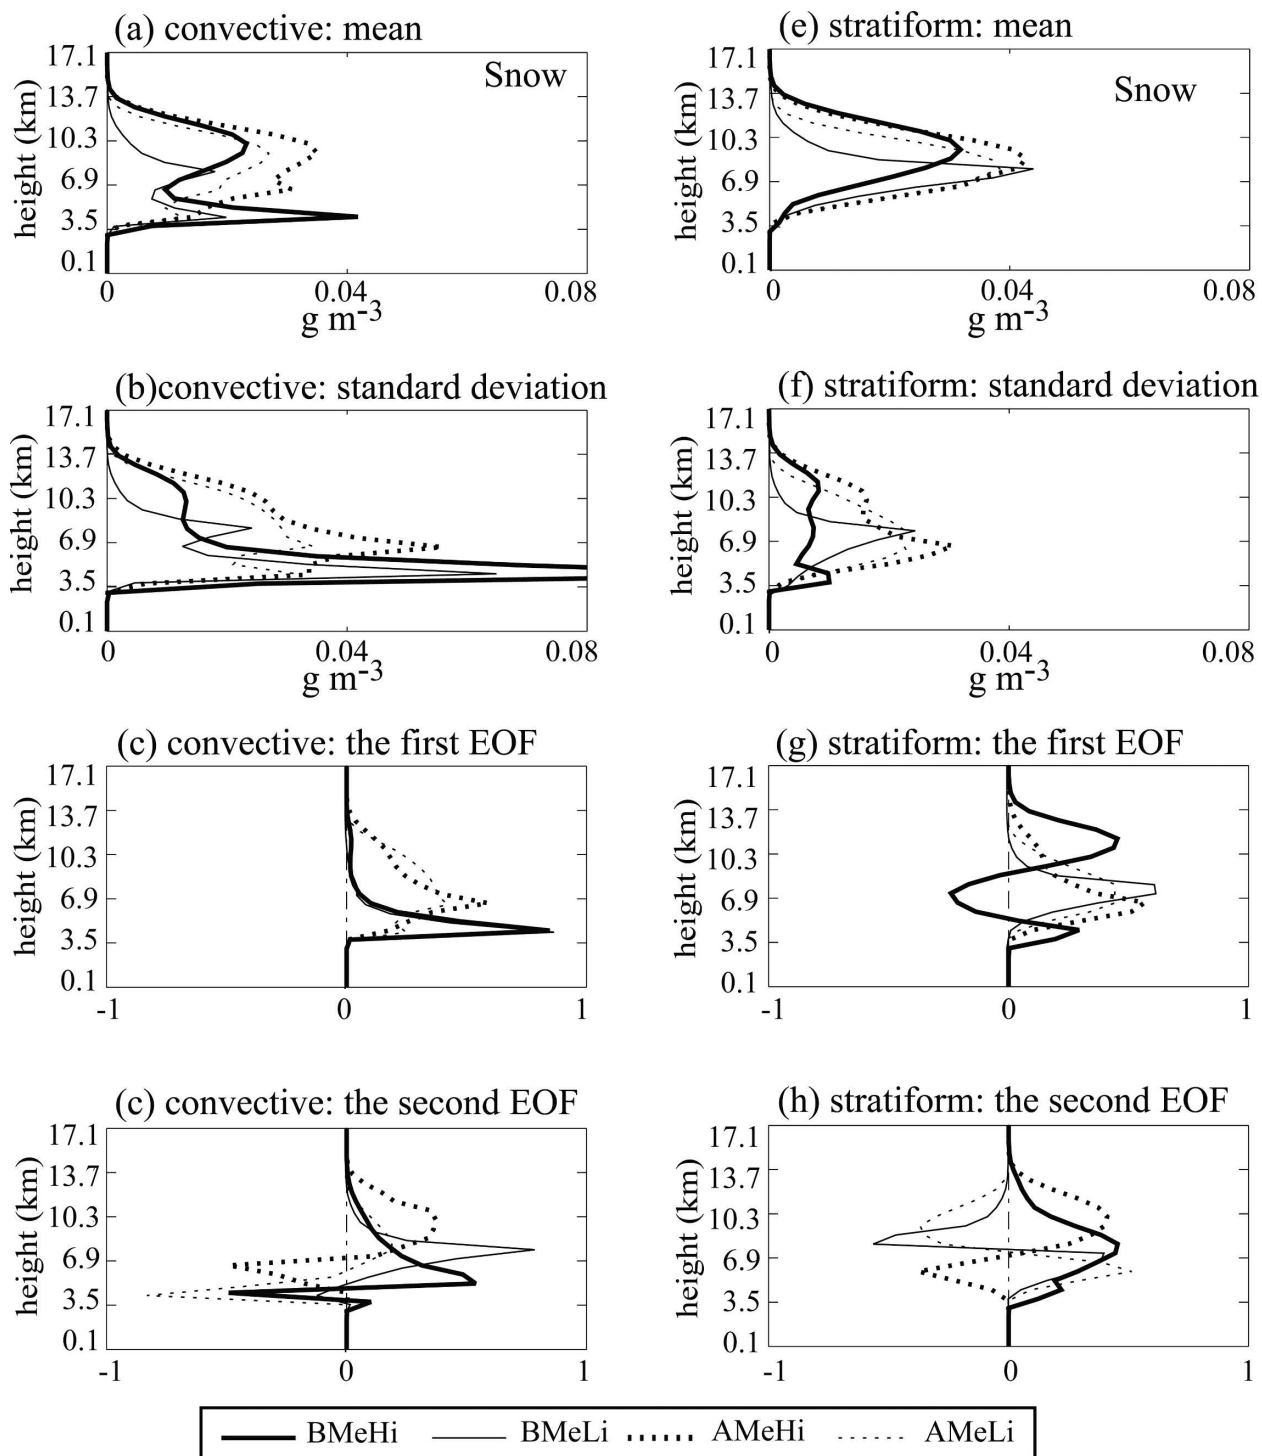 (a) convective: mean
Snow
height (km)
17.1
13.7
10.3
6.9
3.5
0.1
0 0.04 0.08
g m-3
(e) stratiform: mean
Snow
height (km)
17.1
13.7
10.3
6.9
3.5
0.1
0 0.04 0.08
g m-3
(b)convective: standard deviation
height (km)
17.1
13.7
10.3
6.9
3.5
0.1
0 0.04 0.08
g m-3
(f) stratiform: standard deviation
height (km)
17.1
13.7
10.3
6.9
3.5
0.1
0 0.04 0.08
g m-3
(c) convective: the first EOF
height (km)
17.1
13.7
10.3
6.9
3.5
0.1
-1 0 1
(g) stratiform: the first EOF
height (km)
17.1
13.7
10.3
6.9
3.5
0.1
-1 0 1
(c) convective: the second EOF
height (km)
17.1
13.7
10.3
6.9
3.5
0.1
-1 0 1
(h) stratiform: the second EOF
height (km)
17.1
13.7
10.3
6.9
3.5
0.1
-1 0 1
BMeHi BMeLi AMeHi AMeLi